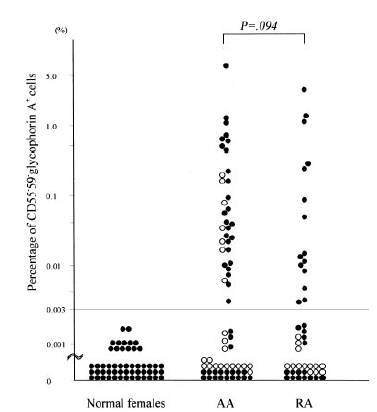 P=.094
(%)
Percentage of CD55⁻59⁻glycophorin A⁺ cells
5.0
1.0
0.1
0.01
0.003
0.001
0
Normal females AA RA